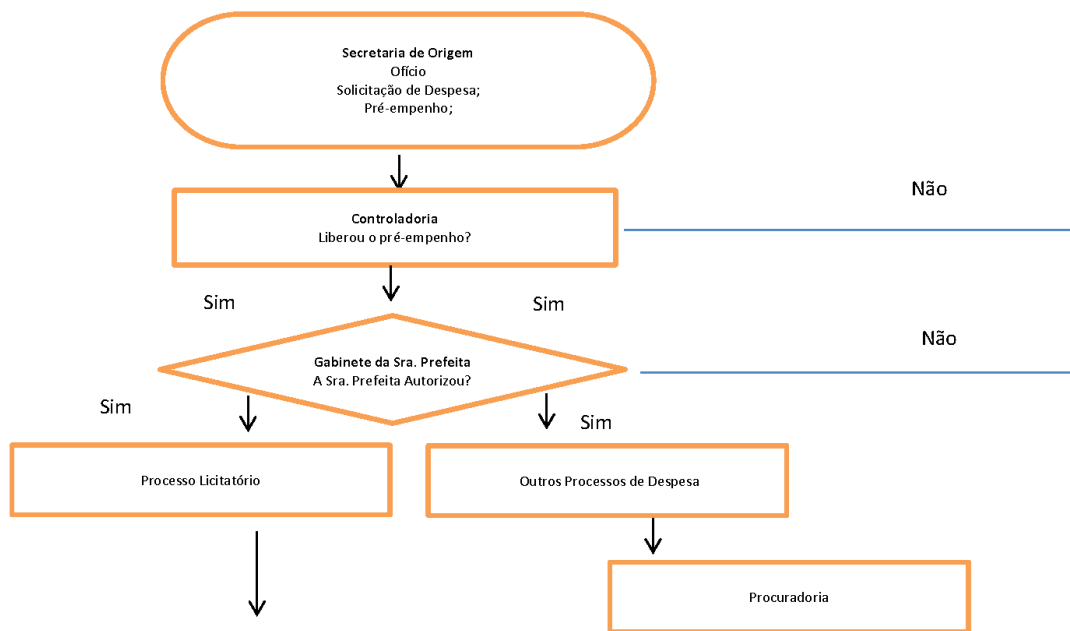 Secretaria de Origem
Ofício
Solicitação de Despesa;
Pré-empenho;
Não
Controladoria
Liberou o pré-empenho?
Sim
Sim
Não
Gabinete da Sra. Prefeita
A Sra. Prefeita Autorizou?
Sim
Sim
Processo Licitatório
Outros Processos de Despesa
Procuradoria